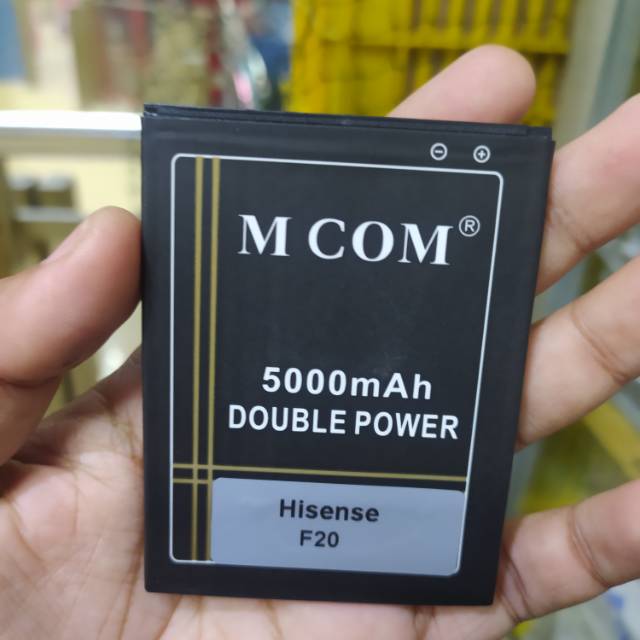 ⊖ ⊕
M COM®
5000mAh
DOUBLE POWER
Hisense
F20